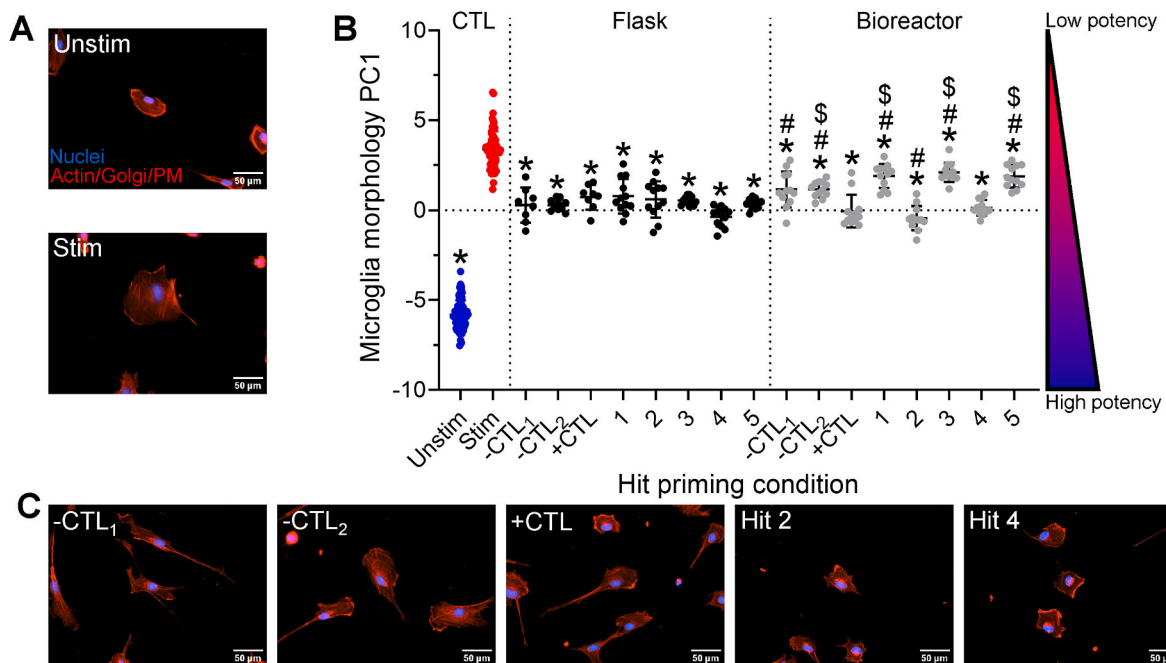 A
Unstim
Nuclei
Actin/Golgi/PM
50 µm
Stim
50 µm
B
CTL
Flask
Bioreactor
Microglia morphology PC1
10
5
0
-5
-10
*
* * * * * * * *
# $ $ $ $
* # # # # #
* * * * * * *
Unstim
Stim
-CTL1
-CTL2
+CTL
1
2
3
4
5
-CTL1
-CTL2
+CTL
1
2
3
4
5
Hit priming condition
Low potency
High potency
C
-CTL1
50 µm
-CTL2
50 µm
+CTL
50 µm
Hit 2
50 µm
Hit 4
50 µm